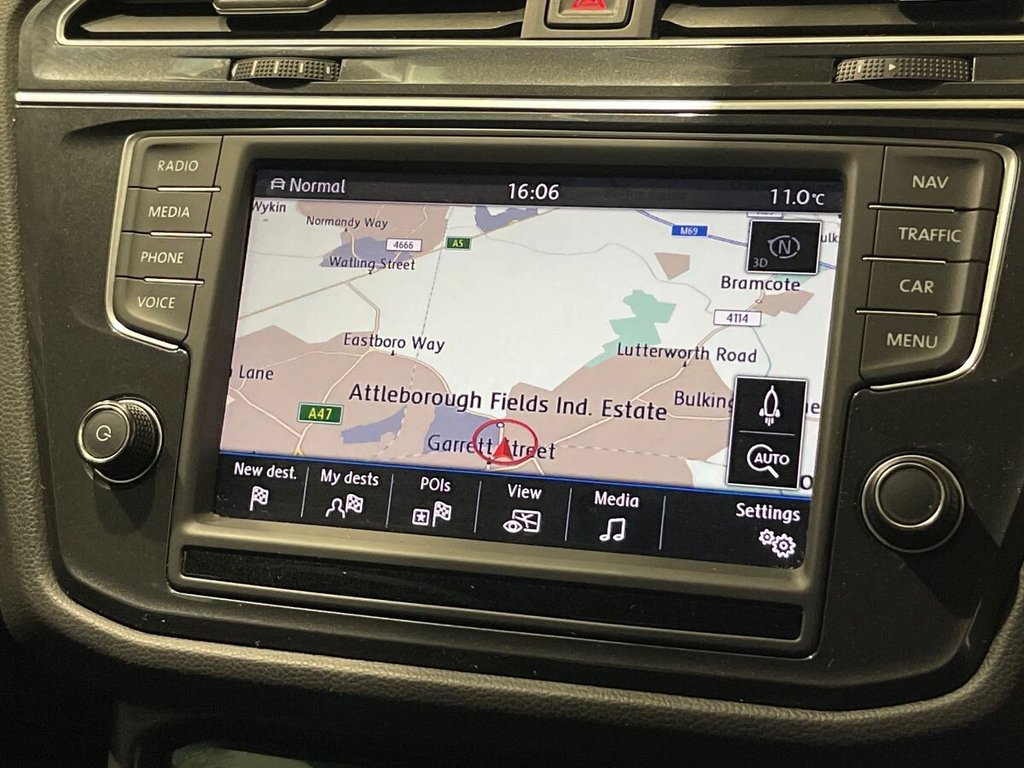 RADIO
MEDIA
PHONE
VOICE
Normal
16:06
11.0°C
Wykin
Normandy Way
4666
A5
M69
Watling Street
N
3D
Bramcote
4114
Eastboro Way
Lutterworth Road
Lane
Attleborough Fields Ind. Estate
A47
Garrett Street
AUTO
New dest.
My dests
POIs
View
Media
Settings
NAV
TRAFFIC
CAR
MENU